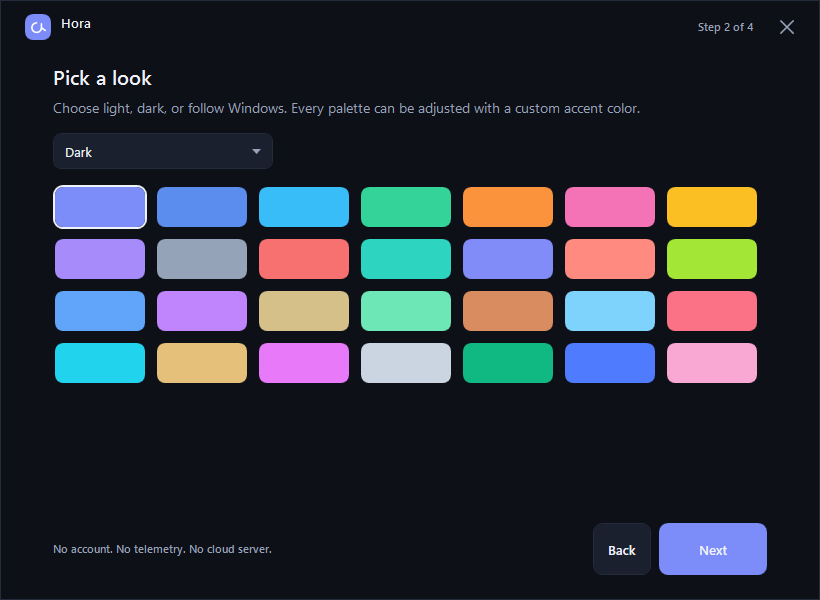 Hora
Step 2 of 4
Pick a look
Choose light, dark, or follow Windows. Every palette can be adjusted with a custom accent color.
Dark
No account. No telemetry. No cloud server.
Back
Next